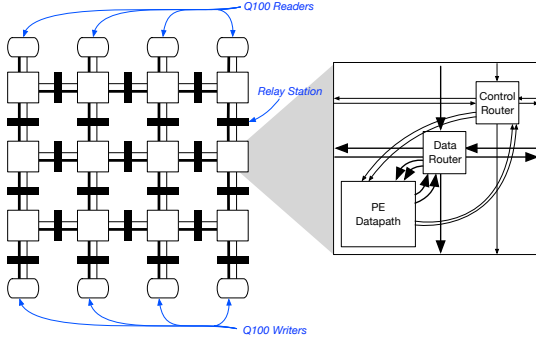 Q100 Readers
Relay Station
Control
Router
Data
Router
PE
Datapath
Q100 Writers